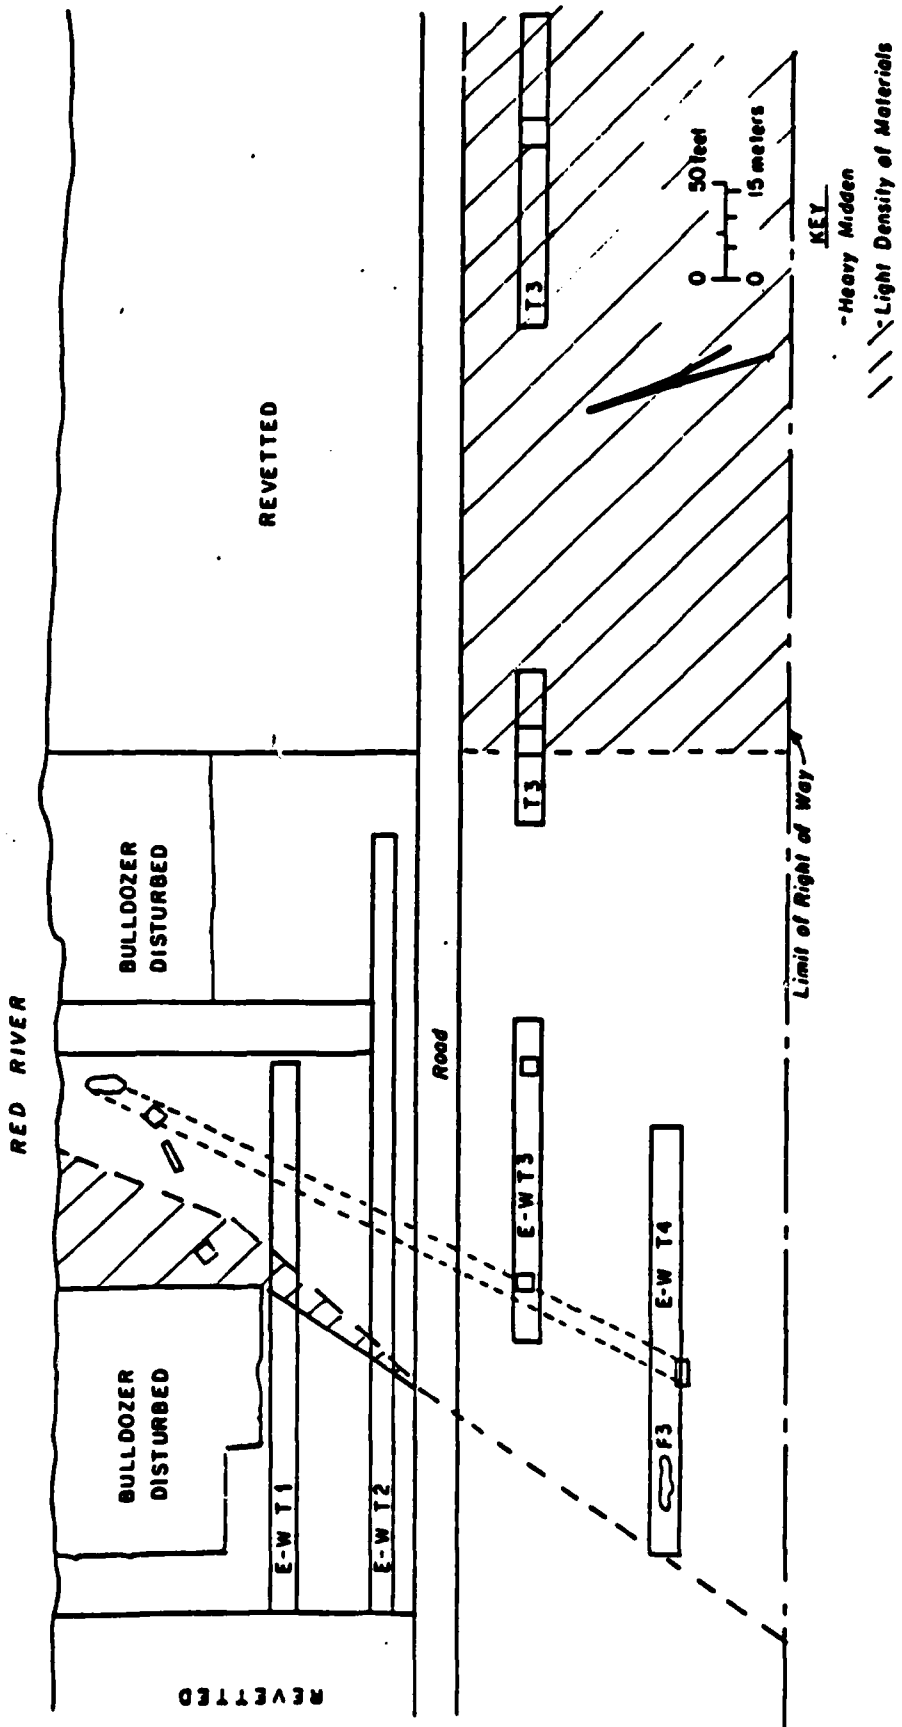 RED RIVER
REVETTED
BULLDOZER
DISTURBED
E-W T1
E-W T2
BULLDOZER
DISTURBED
REVETTED
Road
F3
E-W T4
E-W T3
T3
T3
Limit of Right of Way
0 50 feet
0 15 meters
KEY
-Heavy Midden
-Light Density of Materials